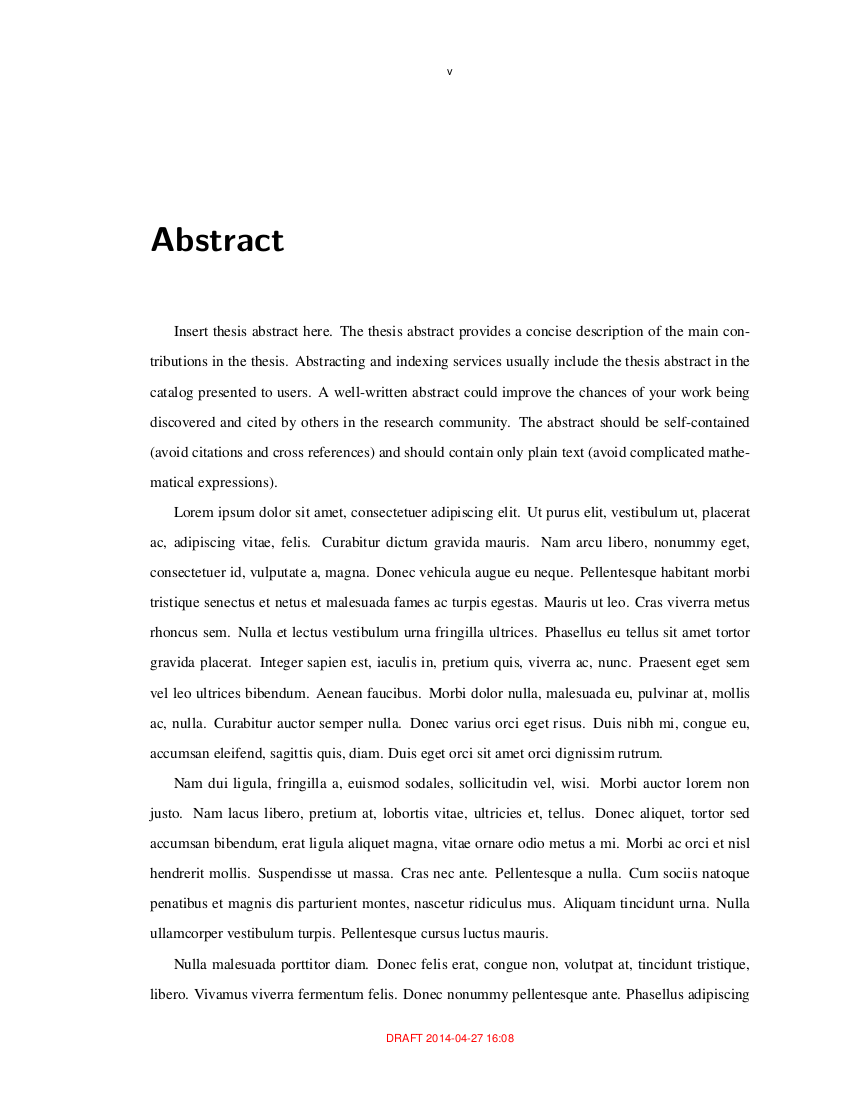 v
Abstract
Insert thesis abstract here. The thesis abstract provides a concise description of the main con-
tributions in the thesis. Abstracting and indexing services usually include the thesis abstract in the
catalog presented to users. A well-written abstract could improve the chances of your work being
discovered and cited by others in the research community. The abstract should be self-contained
(avoid citations and cross references) and should contain only plain text (avoid complicated mathe-
matical expressions).
Lorem ipsum dolor sit amet, consectetuer adipiscing elit. Ut purus elit, vestibulum ut, placerat
ac, adipiscing vitae, felis. Curabitur dictum gravida mauris. Nam arcu libero, nonummy eget,
consectetuer id, vulputate a, magna. Donec vehicula augue eu neque. Pellentesque habitant morbi
tristique senectus et netus et malesuada fames ac turpis egestas. Mauris ut leo. Cras viverra metus
rhoncus sem. Nulla et lectus vestibulum urna fringilla ultrices. Phasellus eu tellus sit amet tortor
gravida placerat. Integer sapien est, iaculis in, pretium quis, viverra ac, nunc. Praesent eget sem
vel leo ultrices bibendum. Aenean faucibus. Morbi dolor nulla, malesuada eu, pulvinar at, mollis
ac, nulla. Curabitur auctor semper nulla. Donec varius orci eget risus. Duis nibh mi, congue eu,
accumsan eleifend, sagittis quis, diam. Duis eget orci sit amet orci dignissim rutrum.
Nam dui ligula, fringilla a, euismod sodales, sollicitudin vel, wisi. Morbi auctor lorem non
justo. Nam lacus libero, pretium at, lobortis vitae, ultricies et, tellus. Donec aliquet, tortor sed
accumsan bibendum, erat ligula aliquet magna, vitae ornare odio metus a mi. Morbi ac orci et nisl
hendrerit mollis. Suspendisse ut massa. Cras nec ante. Pellentesque a nulla. Cum sociis natoque
penatibus et magnis dis parturient montes, nascetur ridiculus mus. Aliquam tincidunt urna. Nulla
ullamcorper vestibulum turpis. Pellentesque cursus luctus mauris.
Nulla malesuada porttitor diam. Donec felis erat, congue non, volutpat at, tincidunt tristique,
libero. Vivamus viverra fermentum felis. Donec nonummy pellentesque ante. Phasellus adipiscing
DRAFT 2014-04-27 16:08